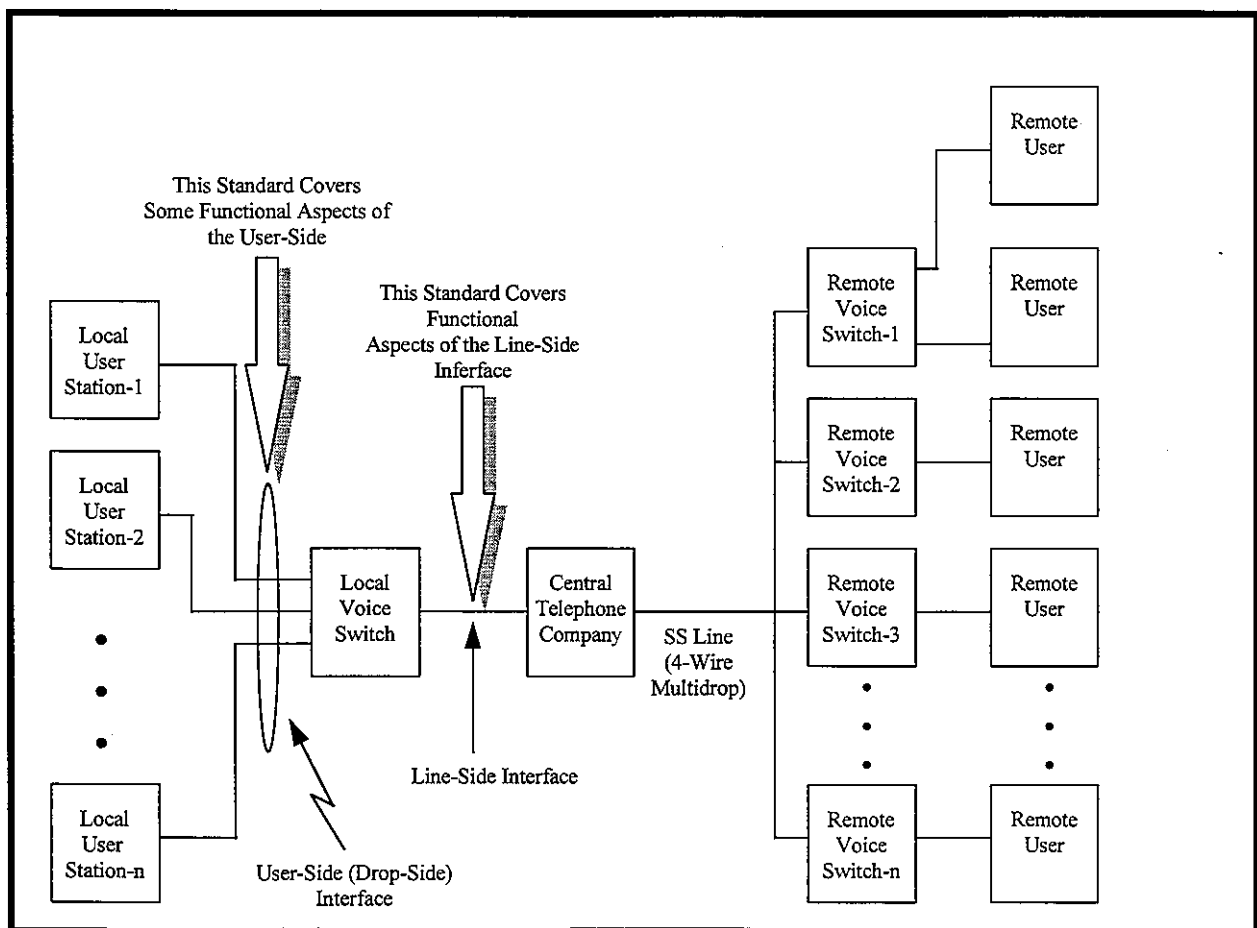 This Standard Covers
Some Functional Aspects of
the User-Side
This Standard Covers
Functional
Aspects of the Line-Side
Inferface
Local
User
Station-1
Local
User
Station-2
Local
User
Station-n
Local
Voice
Switch
Central
Telephone
Company
SS Line
(4-Wire
Multidrop)
Line-Side Interface
User-Side (Drop-Side)
Interface
Remote
Voice
Switch-1
Remote
Voice
Switch-2
Remote
Voice
Switch-3
Remote
Voice
Switch-n
Remote
User
Remote
User
Remote
User
Remote
User
Remote
User